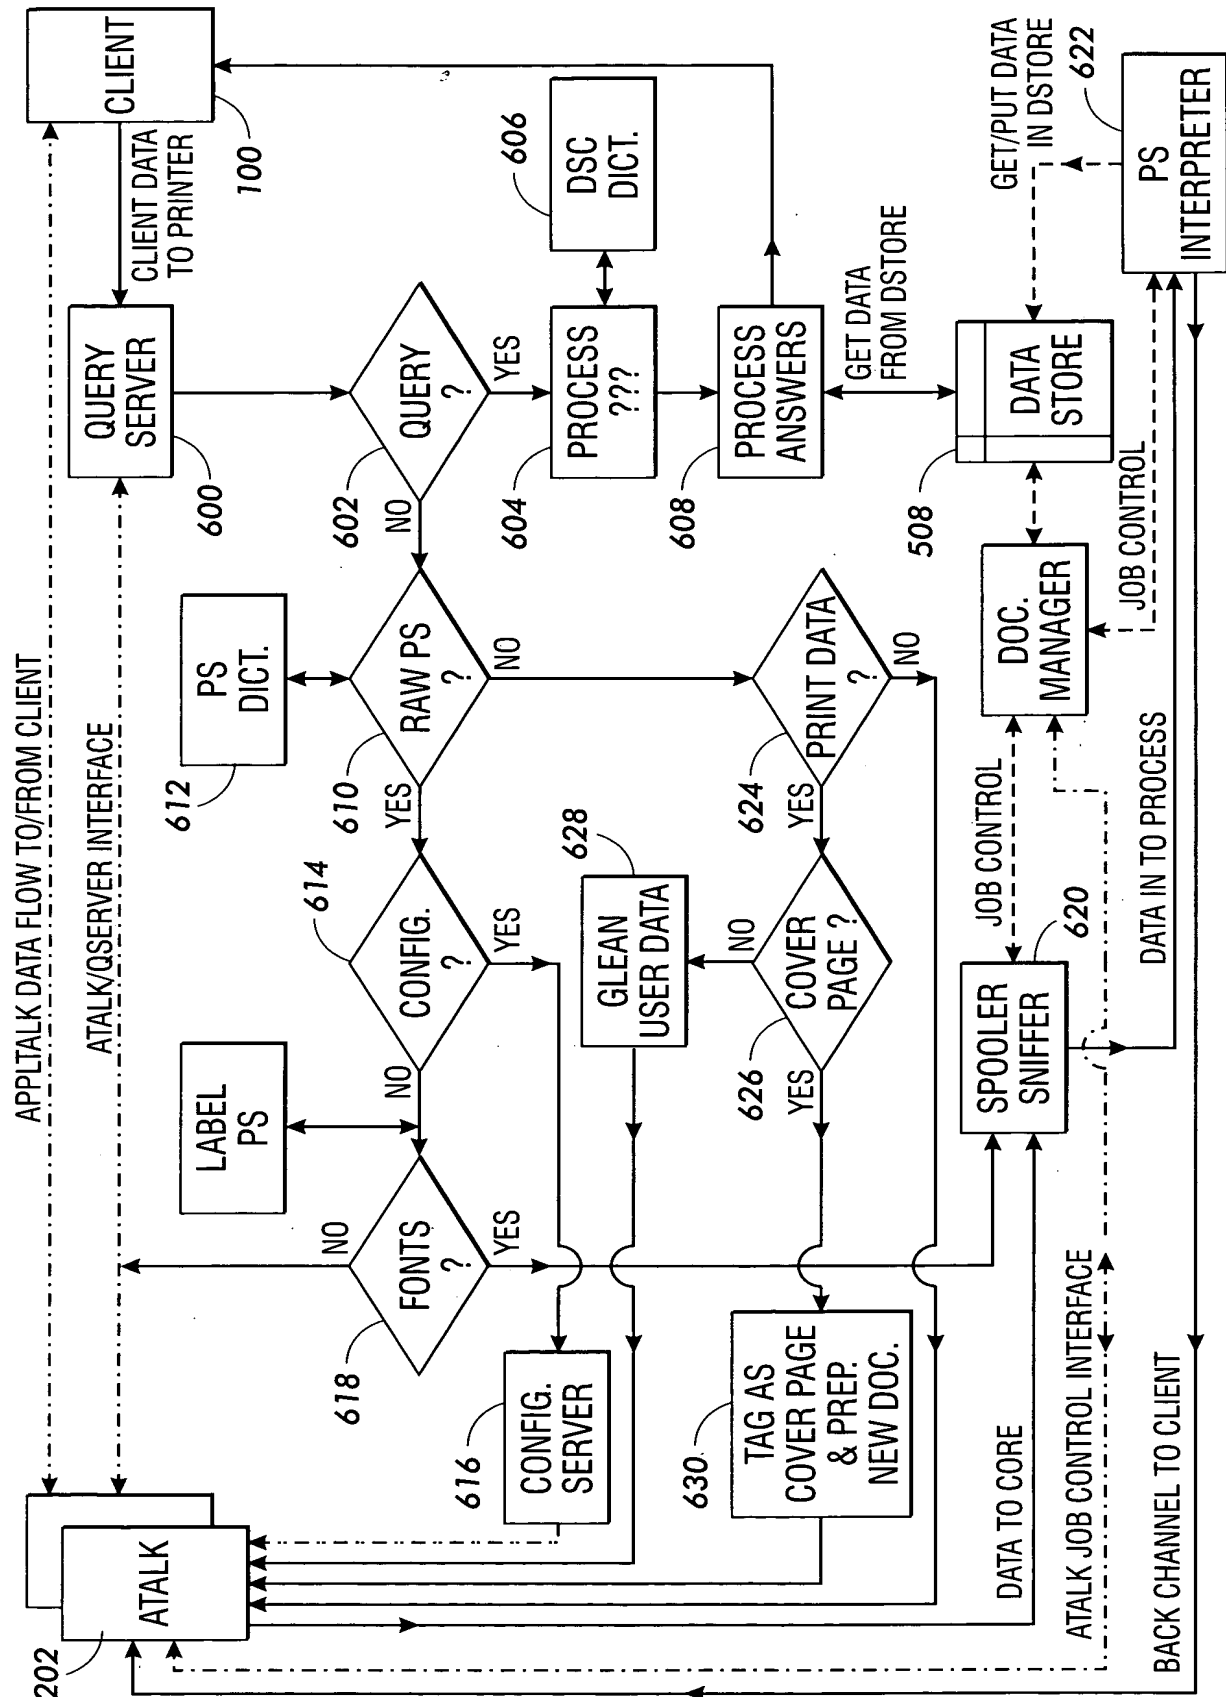 APPLTALK DATA FLOW TO/FROM CLIENT
ATALK/QSERVER INTERFACE
CLIENT
100
CLIENT DATA
TO PRINTER
QUERY
SERVER
600
QUERY
?
602
YES
NO
PROCESS
???
604
DSC
DICT.
606
PROCESS
ANSWERS
608
GET DATA
FROM DSTORE
DATA
STORE
508
GET/PUT DATA
IN DSTORE
PS
INTERPRETER
622
PS
DICT.
612
RAW PS
?
610
YES
NO
PRINT DATA
?
624
YES
NO
DOC.
MANAGER
JOB CONTROL
JOB CONTROL
DATA IN TO PROCESS
CONFIG.
?
614
YES
NO
GLEAN
USER DATA
628
COVER
PAGE ?
626
NO
YES
SPOOLER
SNIFFER
620
LABEL
PS
FONTS
?
618
NO
YES
CONFIG.
SERVER
616
TAG AS
COVER PAGE
& PREP.
NEW DOC.
630
ATALK
202
DATA TO CORE
ATALK JOB CONTROL INTERFACE
BACK CHANNEL TO CLIENT